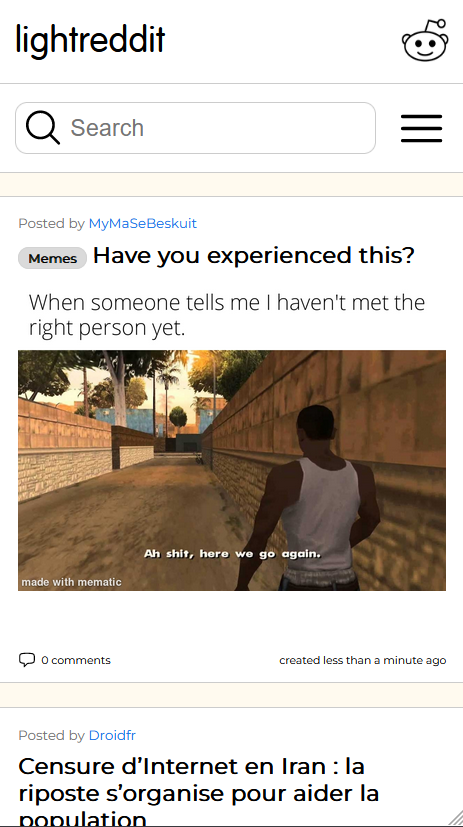 lightreddit
Search
Posted by MyMaSeBeskuit
Memes Have you experienced this?
When someone tells me I haven't met the
right person yet.
Ah shit, here we go again.
made with mematic
0 comments created less than a minute ago
Posted by Droidfr
Censure d’Internet en Iran : la
riposte s’organise pour aider la
population